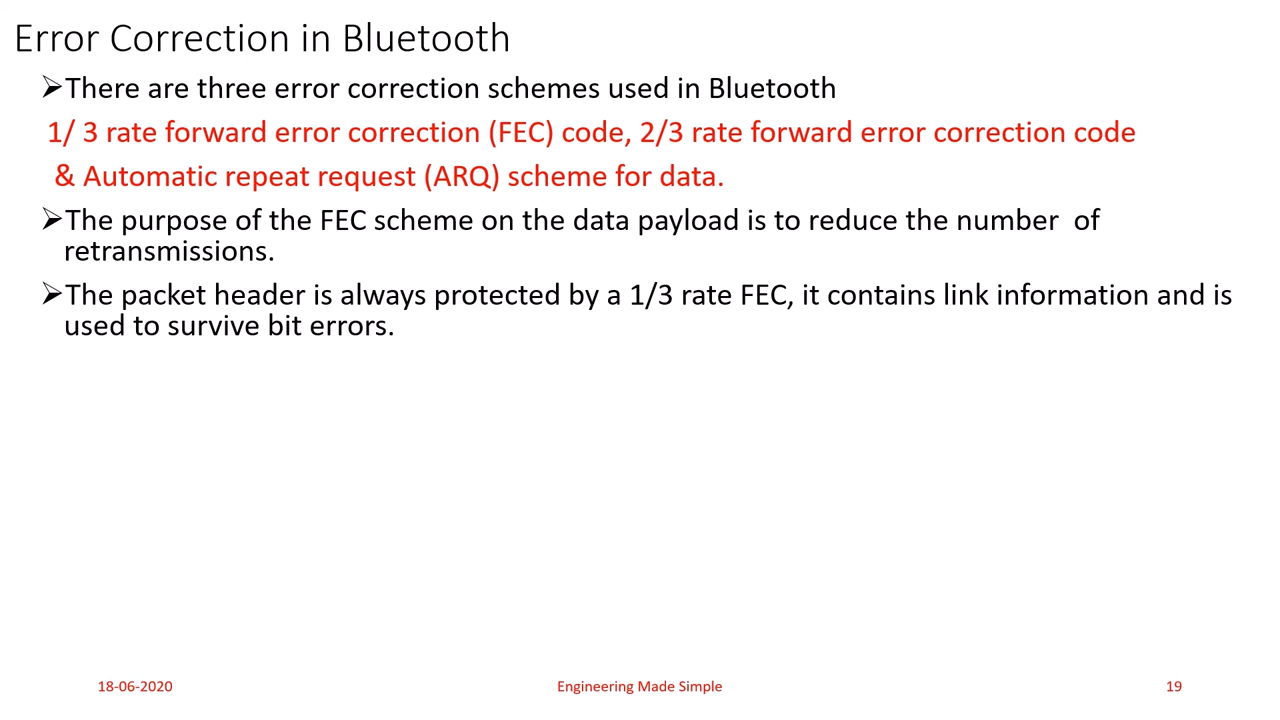 Error Correction in Bluetooth
➢There are three error correction schemes used in Bluetooth
1/ 3 rate forward error correction (FEC) code, 2/3 rate forward error correction code
& Automatic repeat request (ARQ) scheme for data.
➢The purpose of the FEC scheme on the data payload is to reduce the number  of
retransmissions.
➢The packet header is always protected by a 1/3 rate FEC, it contains link information and is
used to survive bit errors.
18-06-2020
Engineering Made Simple
19